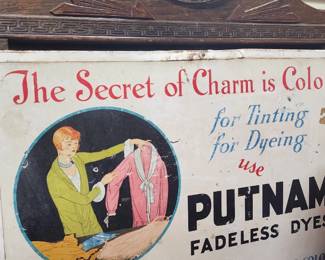 The Secret of Charm is Colo
for Tinting
for Dyeing
use
PUTNAM
FADELESS DYES